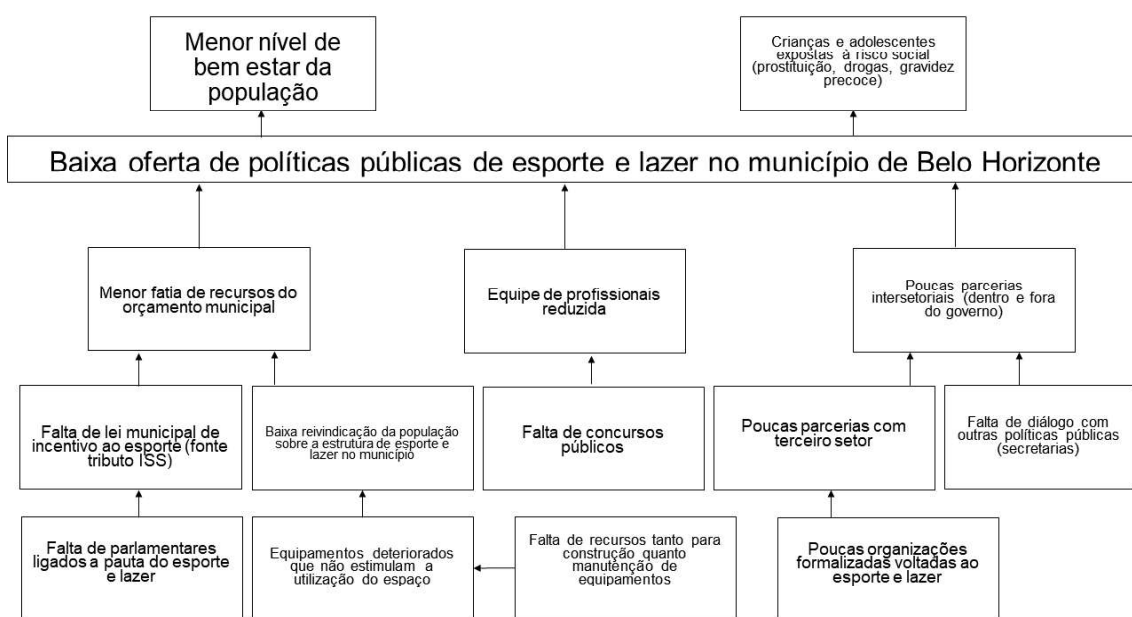 Menor nível de
bem estar da
população
Crianças e adolescentes
expostas à risco social
(prostituição, drogas, gravidez
precoce)
Baixa oferta de políticas públicas de esporte e lazer no município de Belo Horizonte
Menor fatia de recursos do
orçamento municipal
Equipe de profissionais
reduzida
Poucas parcerias
intersetoriais (dentro e fora
do governo)
Falta de lei municipal de
incentivo ao esporte (fonte
tributo ISS)
Baixa reivindicação da população
sobre a estrutura de esporte e
lazer no município
Falta de concursos
públicos
Poucas parcerias com
terceiro setor
Falta de diálogo com
outras políticas públicas
(secretarias)
Falta de parlamentares
ligados a pauta do esporte
e lazer
Equipamentos deteriorados
que não estimulam a
utilização do espaço
Falta de recursos tanto para
construção quanto
manutenção de
equipamentos
Poucas organizações
formalizadas voltadas ao
esporte e lazer